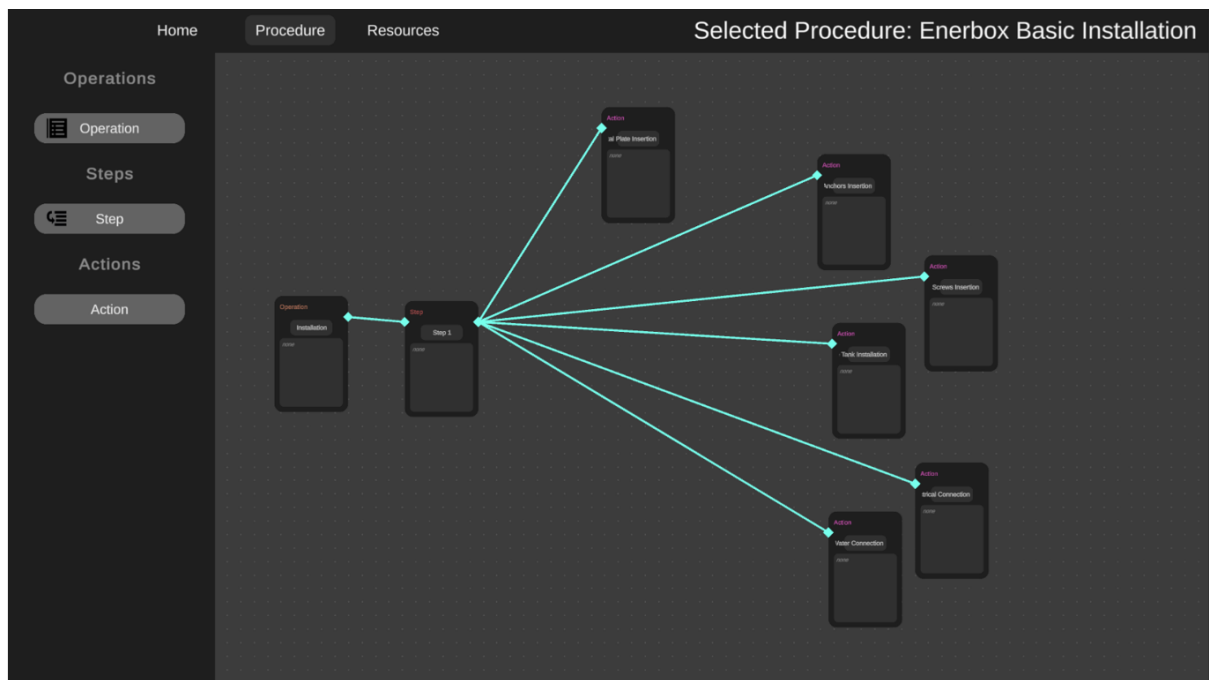 Home
Procedure
Resources
Selected Procedure: Enerbox Basic Installation
Operations
Operation
Steps
Step
Actions
Action
Operation
Installation
none
Step
Step 1
none
Action
al Plate Insertion
none
Action
Anchors Insertion
none
Action
Screws Insertion
none
Action
Tank Installation
none
Action
trical Connection
none
Action
Water Connection
none